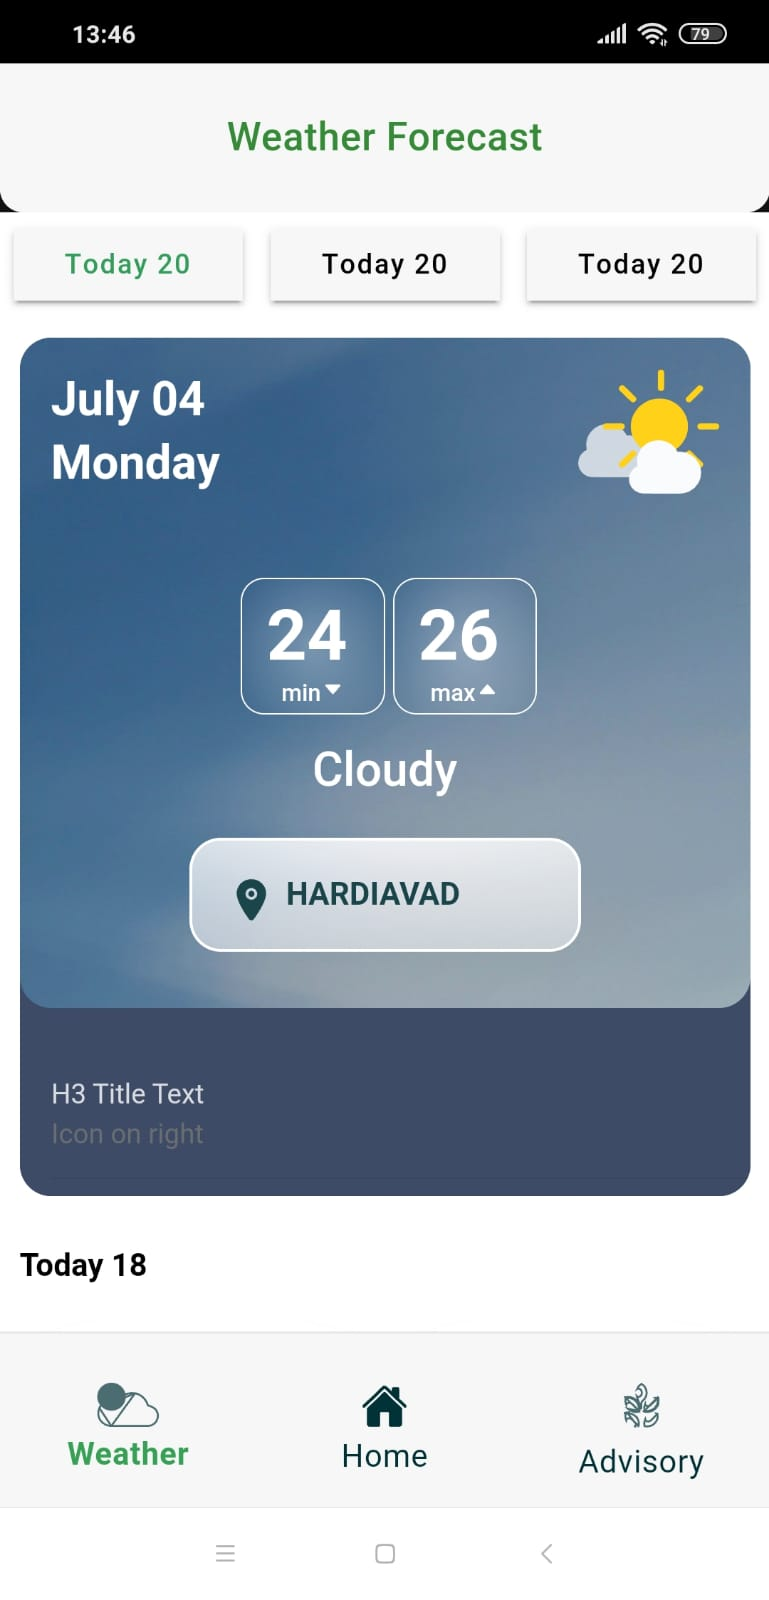 13:46
79
Weather Forecast
Today 20
Today 20
Today 20
July 04
Monday
24
26
min
max
Cloudy
HARDIAVAD
H3 Title Text
Icon on right
Today 18
Weather
Home
Advisory